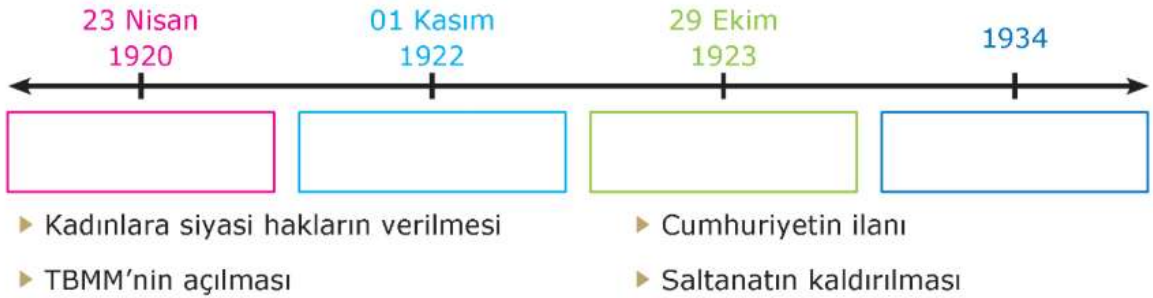 23 Nisan
1920
01 Kasım
1922
29 Ekim
1923
1934
▶ Kadınlara siyasi hakların verilmesi
▶ Cumhuriyetin ilanı
▶ TBMM’nin açılması
▶ Saltanatın kaldırılması